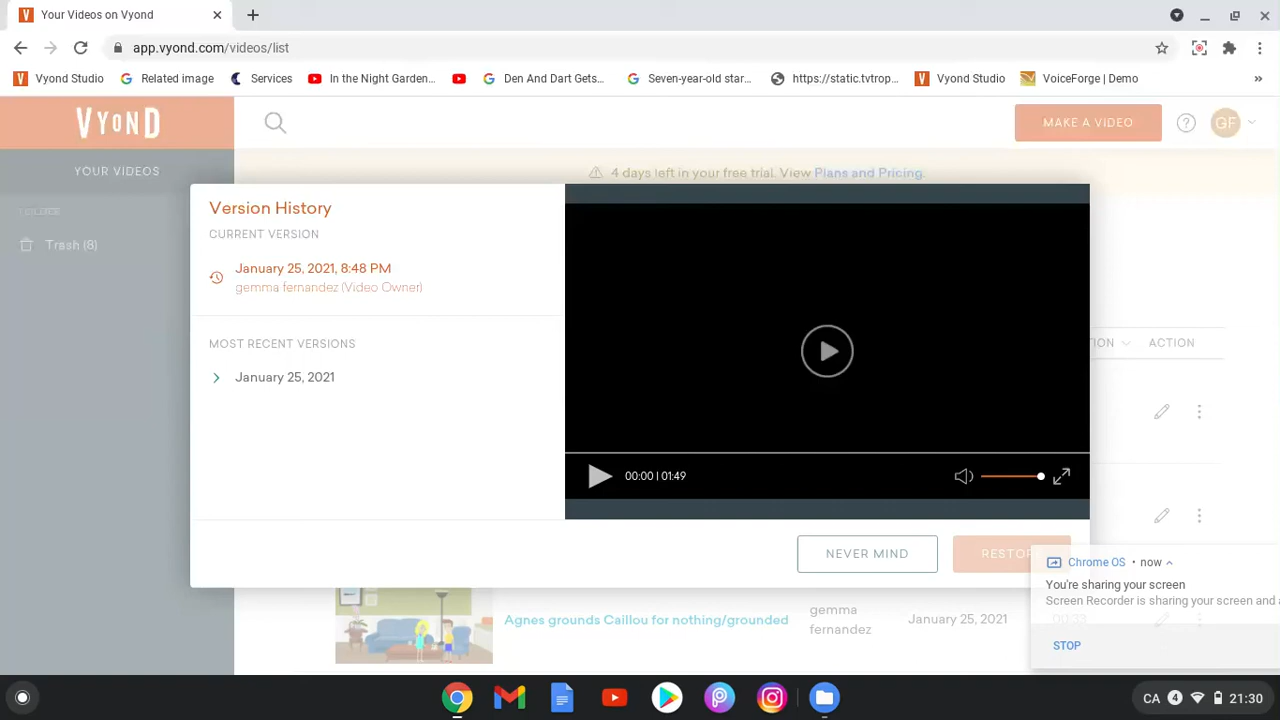 Your Videos on Vyond
app.vyond.com/videos/list
Vyond Studio
Related image
Services
In the Night Garden...
Den And Dart Gets...
Seven-year-old star...
https://static.tvtrop...
Vyond Studio
VoiceForge | Demo
VYOND
MAKE A VIDEO
GF
YOUR VIDEOS
4 days left in your free trial. View Plans and Pricing.
Trash (8)
Version History
CURRENT VERSION
January 25, 2021, 8:48 PM
gemma fernandez (Video Owner)
MOST RECENT VERSIONS
January 25, 2021
00:00 | 01:49
ACTION
NEVER MIND
Agnes grounds Caillou for nothing/grounded
gemma
fernandez
January 25, 2021
Chrome OS • now
You're sharing your screen
Screen Recorder is sharing your screen and
STOP
CA 4 21:30